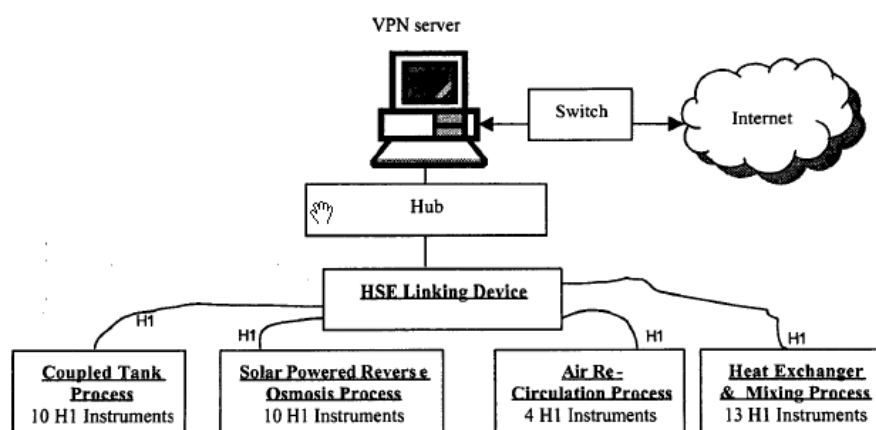 VPN server
Switch
Internet
Hub
HSE Linking Device
H1
H1
H1
H1
Coupled Tank
Process
10 H1 Instruments
Solar Powered Reverse
Osmosis Process
10 H1 Instruments
Air Re-
Circulation Process
4 H1 Instruments
Heat Exchanger
& Mixing Process
13 H1 Instruments